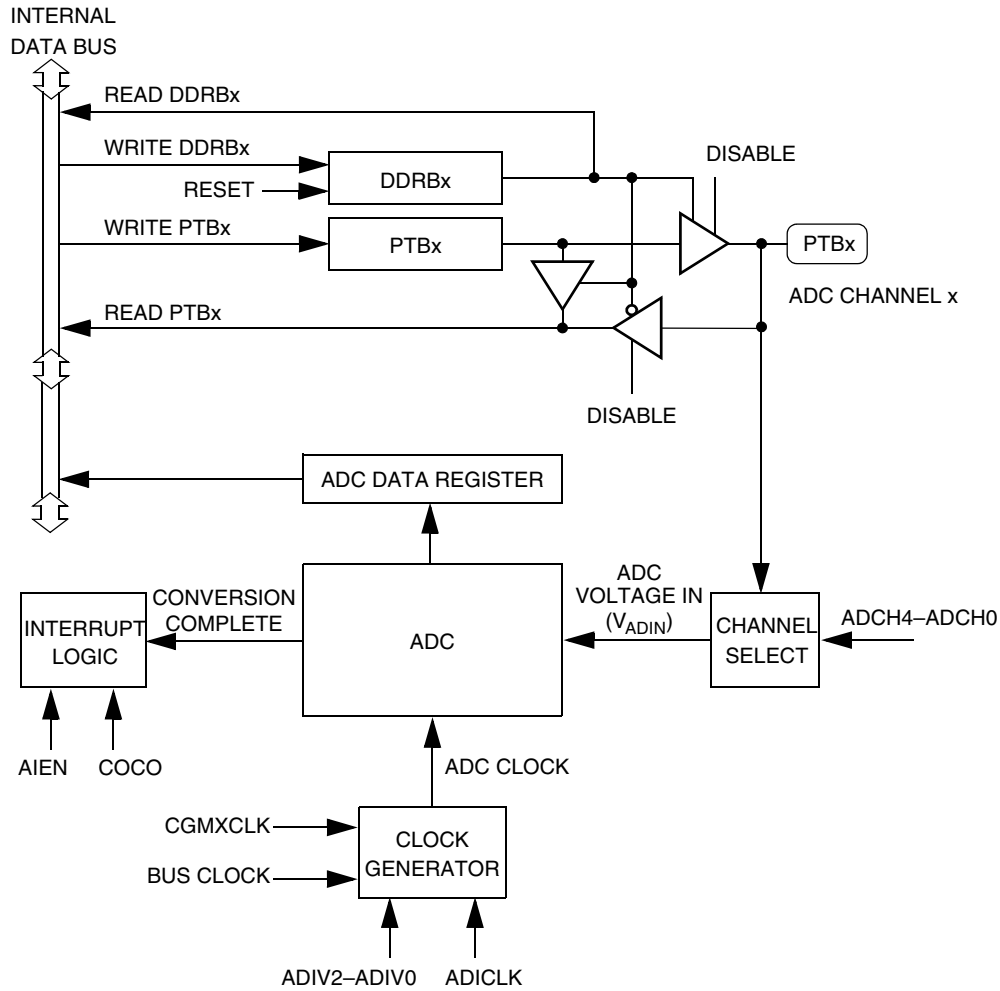 INTERNAL
DATA BUS
READ DDRBx
WRITE DDRBx
DISABLE
DDRBx
RESET
WRITE PTBx
PTBx
PTBx
ADC CHANNEL x
READ PTBx
DISABLE
ADC DATA REGISTER
ADC
VOLTAGE IN
(VADIN)
CONVERSION
COMPLETE
INTERRUPT
LOGIC
ADC
CHANNEL
SELECT
ADCH4–ADCH0
AIEN
COCO
ADC CLOCK
CGMXCLK
CLOCK
GENERATOR
BUS CLOCK
ADIV2–ADIV0
ADICLK